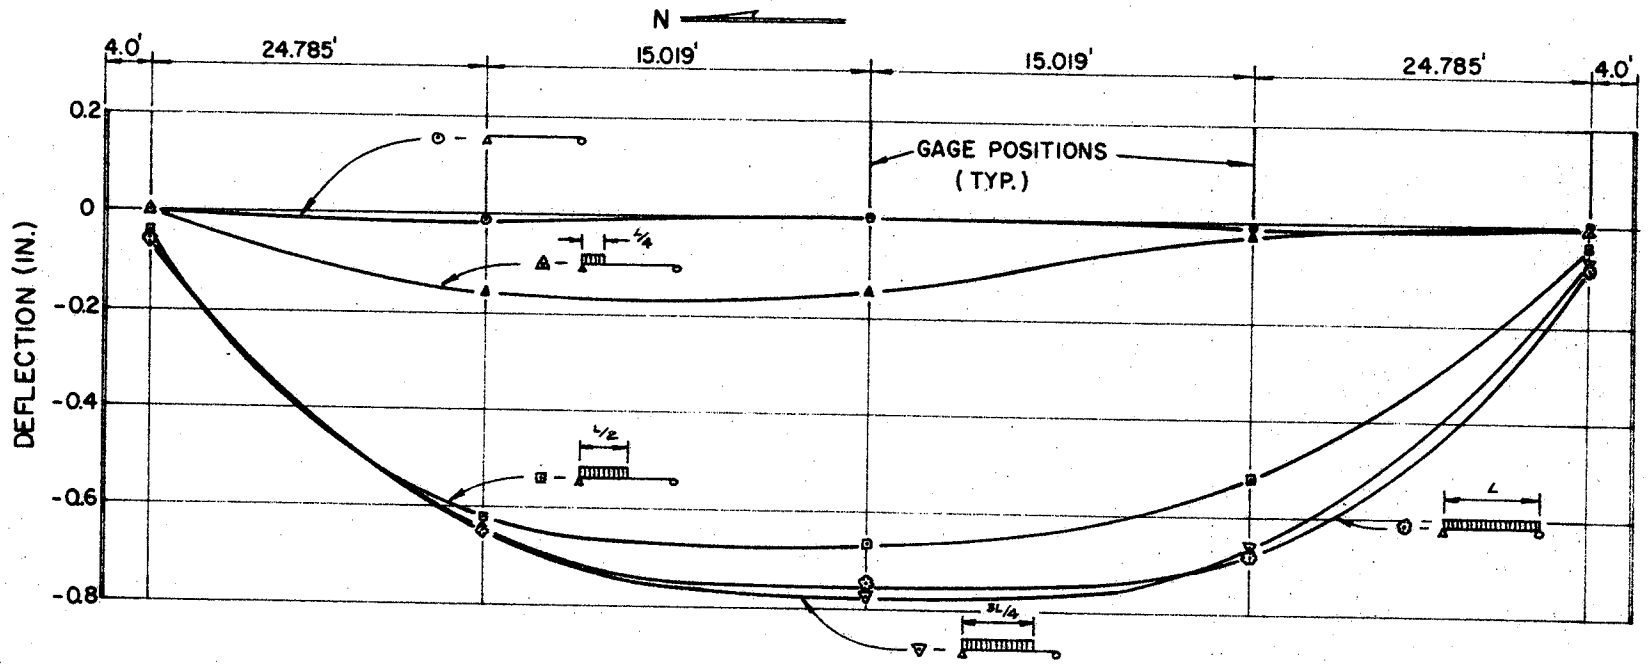 N
4.0' 24.785' 15.019' 15.019' 24.785' 4.0'
0.2
GAGE POSITIONS
(TYP.)
0
L/4
-0.2
DEFLECTION (IN.)
-0.4
L/2
-0.6
L
-0.8
3L/4